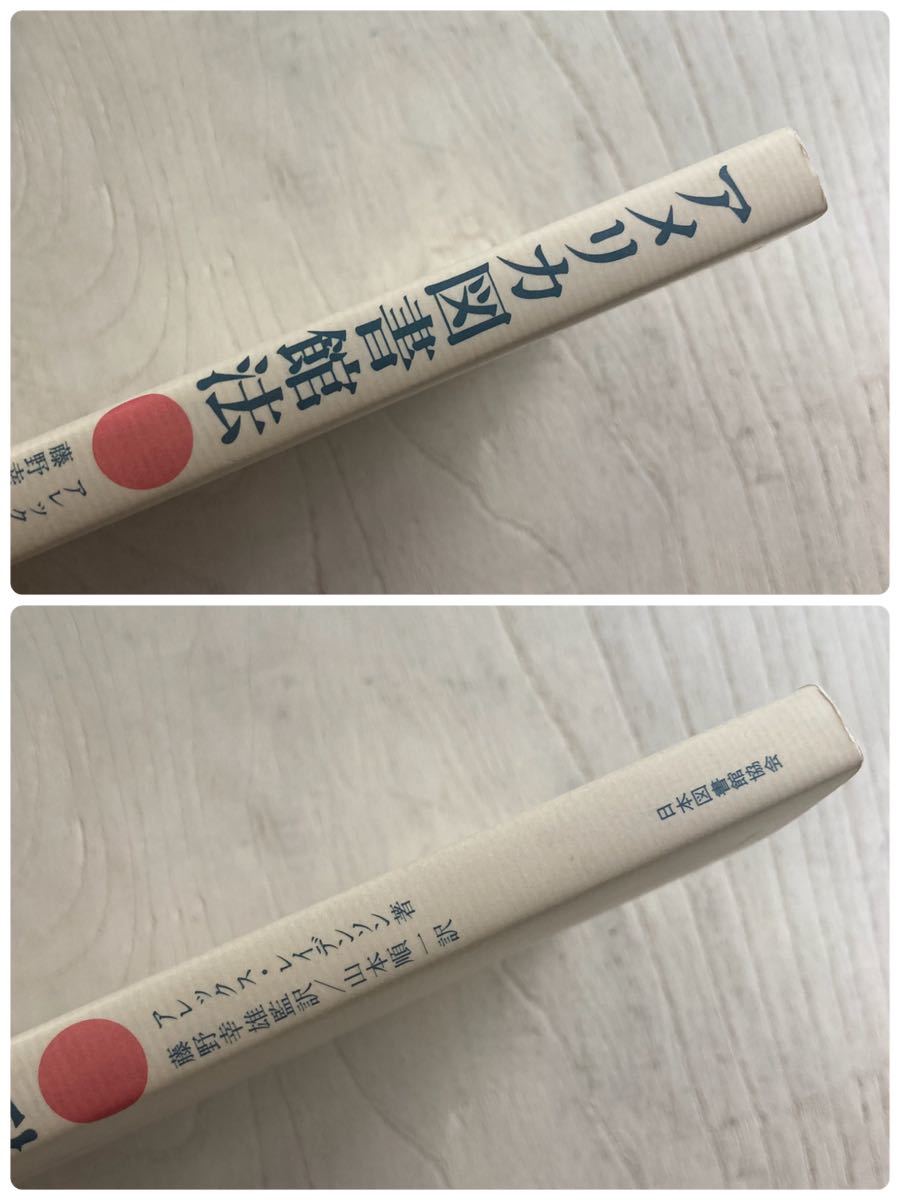 アメリカ図書館法
アレック
藤野幸
アレックス・レイデンソン著
藤野幸雄監訳/山本順一訳
日本図書館協会